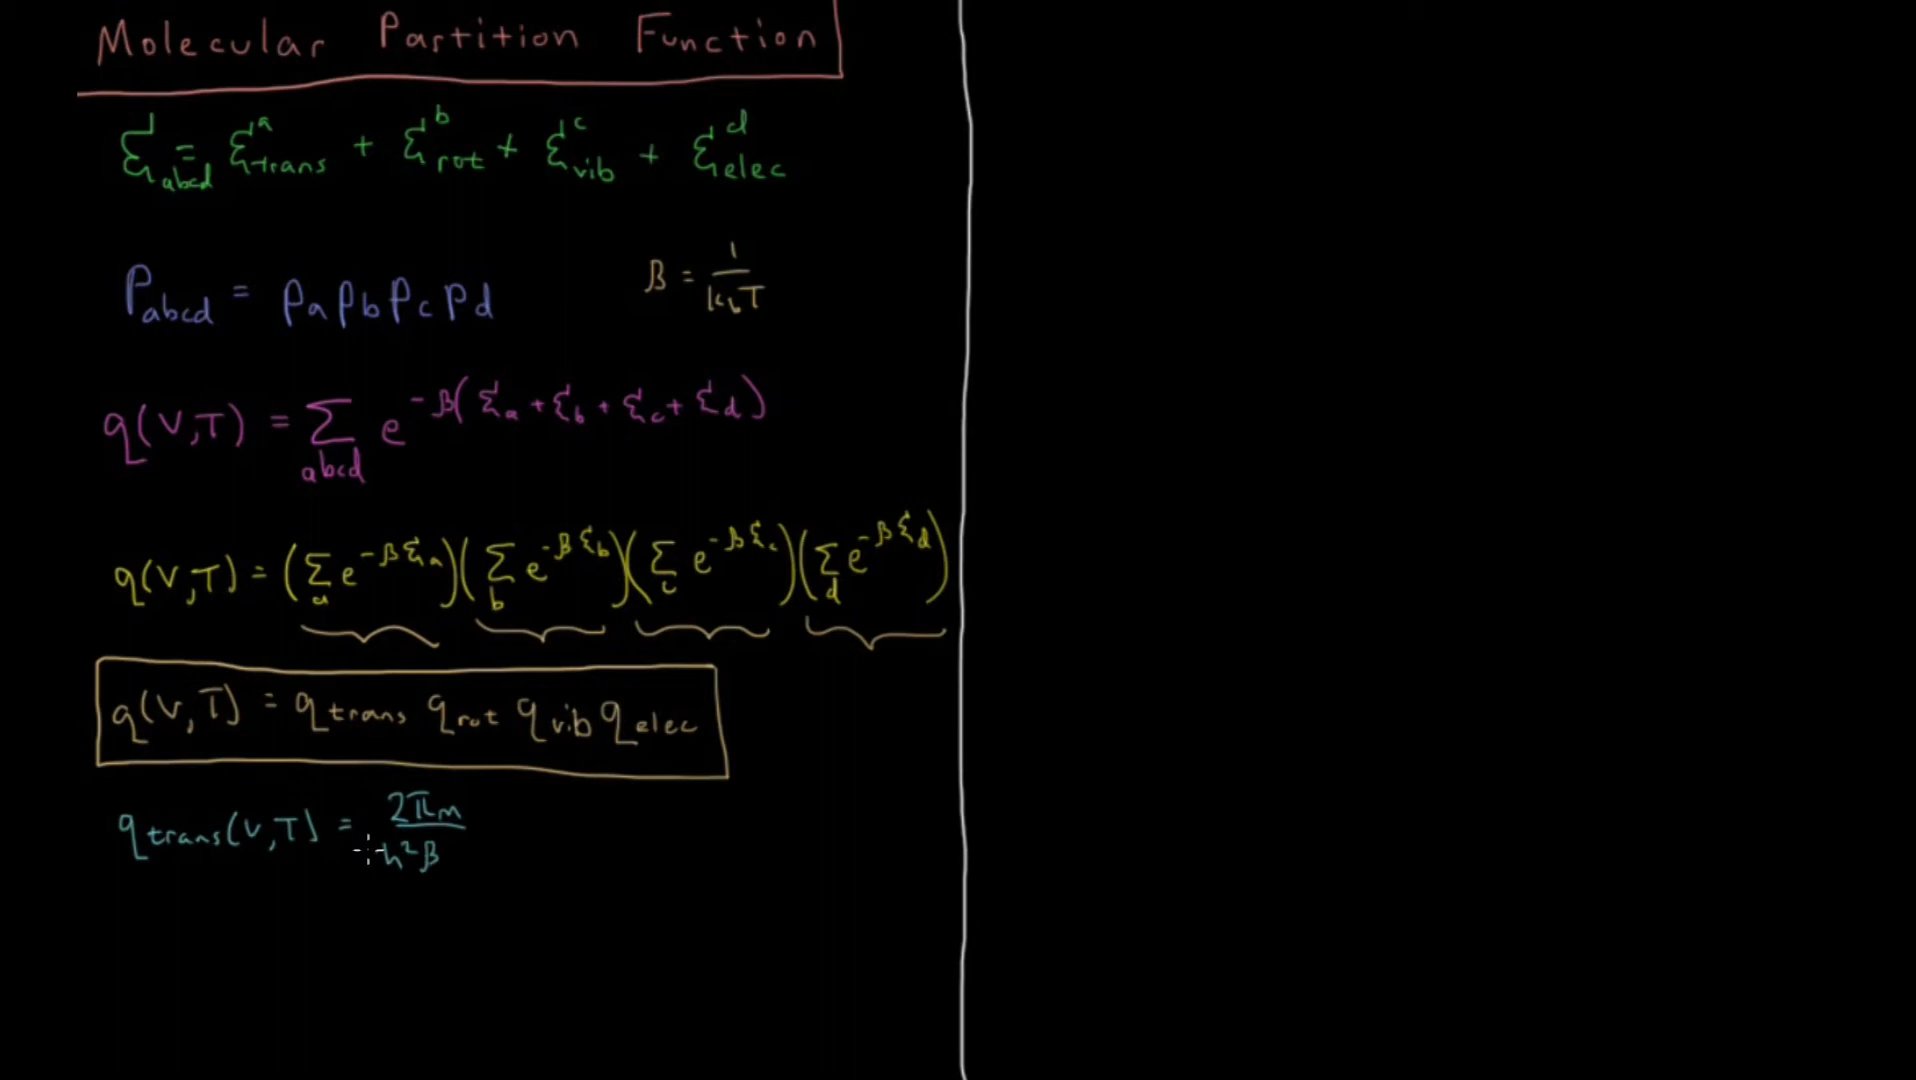 Molecular Partition Function
ε_abcd = ε^a_trans + ε^b_rot + ε^c_vib + ε^d_elec
P_abcd = p_a p_b p_c p_d
β = 1/(k_b T)
q(V,T) = Σ_abcd e^(-β(ε_a + ε_b + ε_c + ε_d))
q(V,T) = (Σ_a e^(-βε_a))(Σ_b e^(-βε_b))(Σ_c e^(-βε_c))(Σ_d e^(-βε_d))
q(V,T) = q_trans q_rot q_vib q_elec
q_trans(V,T) = 2πm/(h²β)